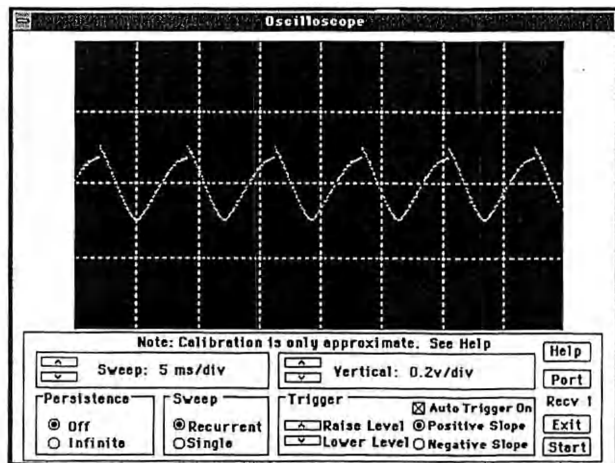 Oscilloscope
Note: Calibration is only approximate. See Help
Help
Sweep: 5 ms/div
Vertical: 0.2v/div
Port
Persistence
Sweep
Trigger
Auto Trigger On
Recv 1
Off
Recurrent
Raise Level
Positive Slope
Exit
Infinite
Single
Lower Level
Negative Slope
Start